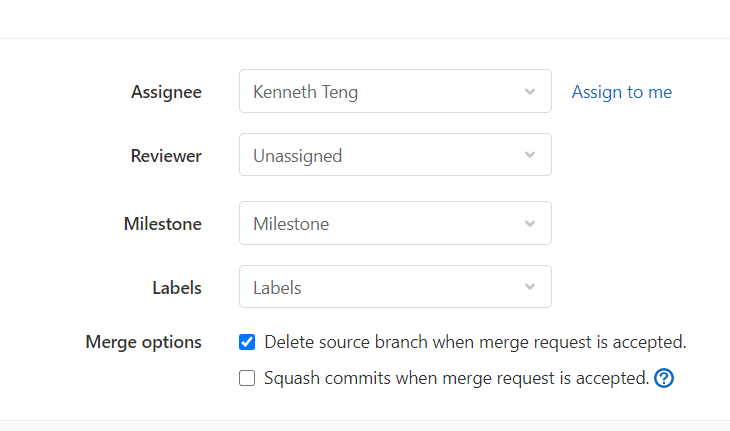 Assignee Kenneth Teng Assign to me
Reviewer Unassigned
Milestone Milestone
Labels Labels
Merge options Delete source branch when merge request is accepted.
Squash commits when merge request is accepted.